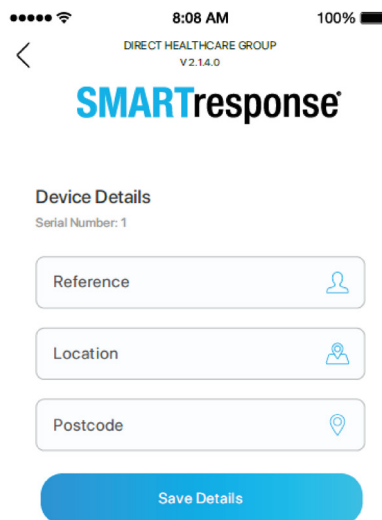 8:08 AM 100%
DIRECT HEALTHCARE GROUP
V 2.1.4.0
SMARTresponse
Device Details
Serial Number: 1
Reference
Location
Postcode
Save Details